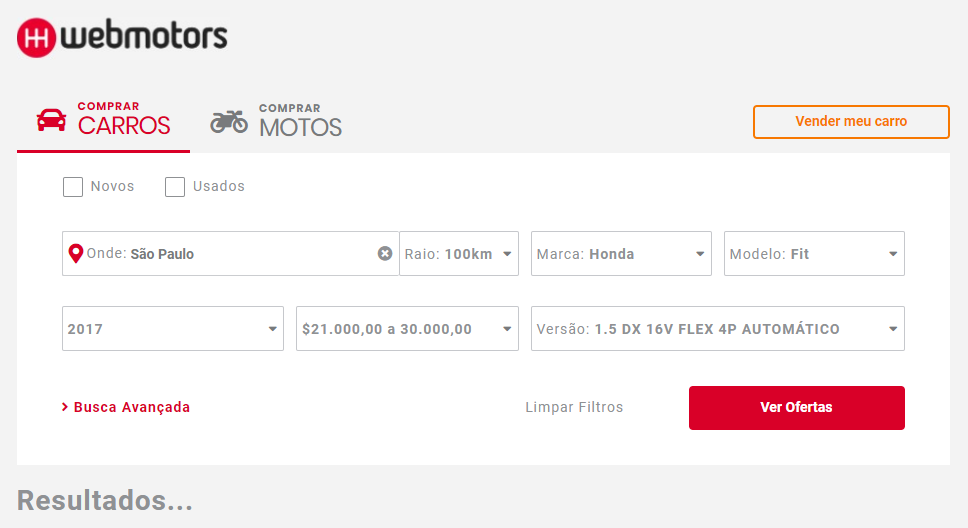 webmotors
COMPRAR
CARROS
COMPRAR
MOTOS
Vender meu carro
Novos
Usados
Onde: São Paulo
Raio: 100km
Marca: Honda
Modelo: Fit
2017
$21.000,00 a 30.000,00
Versão: 1.5 DX 16V FLEX 4P AUTOMÁTICO
Busca Avançada
Limpar Filtros
Ver Ofertas
Resultados...